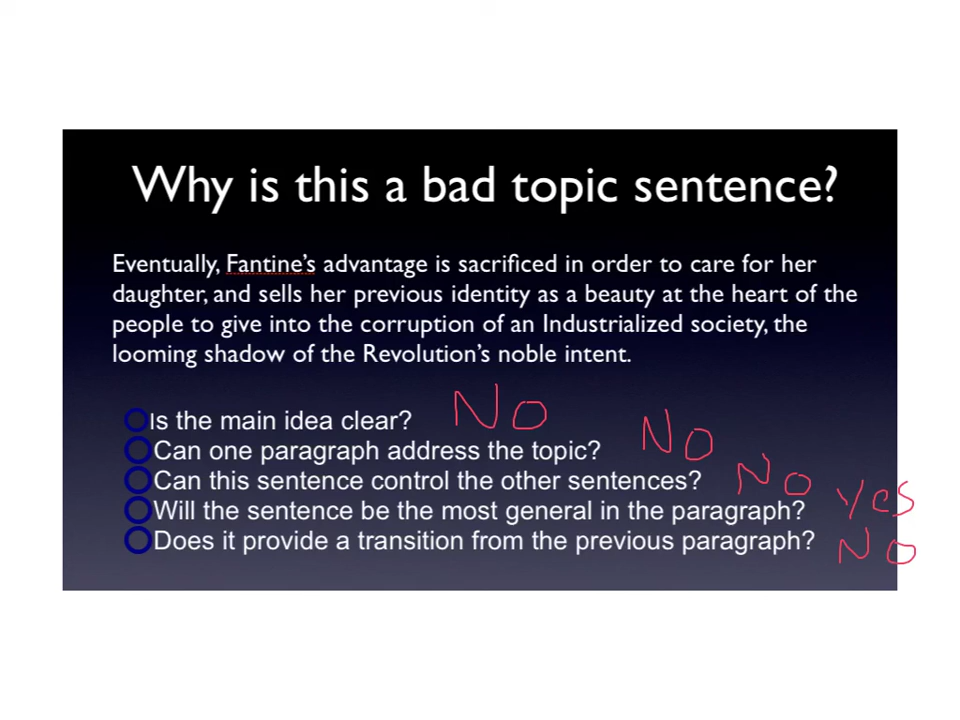 Why is this a bad topic sentence?
Eventually, Fantine's advantage is sacrificed in order to care for her
daughter, and sells her previous identity as a beauty at the heart of the
people to give into the corruption of an Industrialized society, the
looming shadow of the Revolution's noble intent.
Is the main idea clear? NO
Can one paragraph address the topic? NO
Can this sentence control the other sentences? NO
Will the sentence be the most general in the paragraph? Yes
Does it provide a transition from the previous paragraph? NO